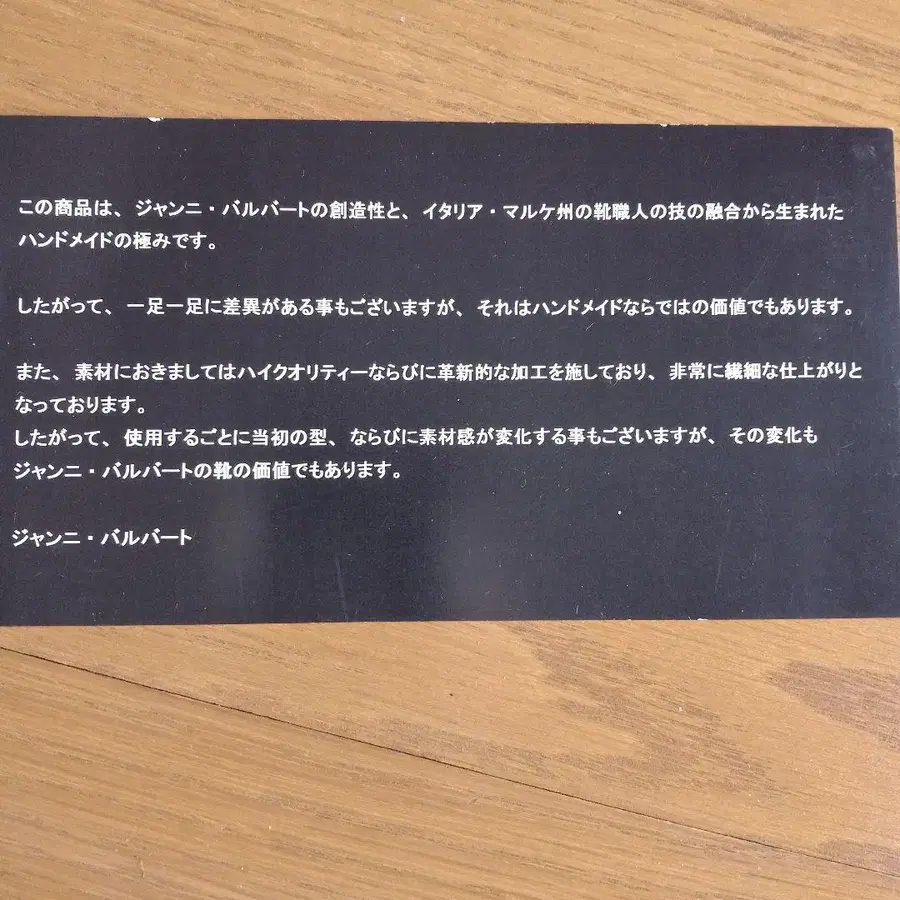 この商品は、ジャンニ・バルバートの創造性と、イタリア・マルケ州の靴職人の技の融合から生まれた
ハンドメイドの極みです。
したがって、一足一足に差異がある事もございますが、それはハンドメイドならではの価値でもあります。
また、素材におきましてはハイクオリティーならびに革新的な加工を施しており、非常に繊細な仕上がりと
なっております。
したがって、使用するごとに当初の型、ならびに素材感が変化する事もございますが、その変化も
ジャンニ・バルバートの靴の価値でもあります。
ジャンニ・バルバート